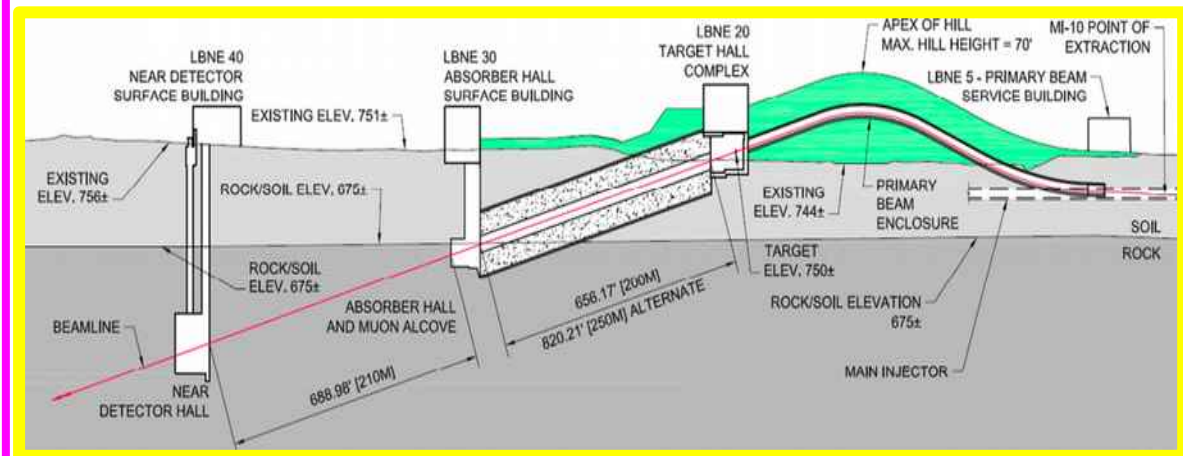 LBNE 40
NEAR DETECTOR
SURFACE BUILDING
EXISTING ELEV. 751±
LBNE 30
ABSORBER HALL
SURFACE BUILDING
LBNE 20
TARGET HALL
COMPLEX
APEX OF HILL
MAX. HILL HEIGHT = 70'
MI-10 POINT OF
EXTRACTION
LBNE 5 - PRIMARY BEAM
SERVICE BUILDING
EXISTING
ELEV. 756±
ROCK/SOIL ELEV. 675±
EXISTING
ELEV. 744±
PRIMARY
BEAM
ENCLOSURE
SOIL
ROCK
ROCK/SOIL
ELEV. 675±
TARGET
ELEV. 750±
656.17' [200M]
820.21' [250M] ALTERNATE
ROCK/SOIL ELEVATION
675±
ABSORBER HALL
AND MUON ALCOVE
BEAMLINE
688.98' [210M]
MAIN INJECTOR
NEAR
DETECTOR HALL